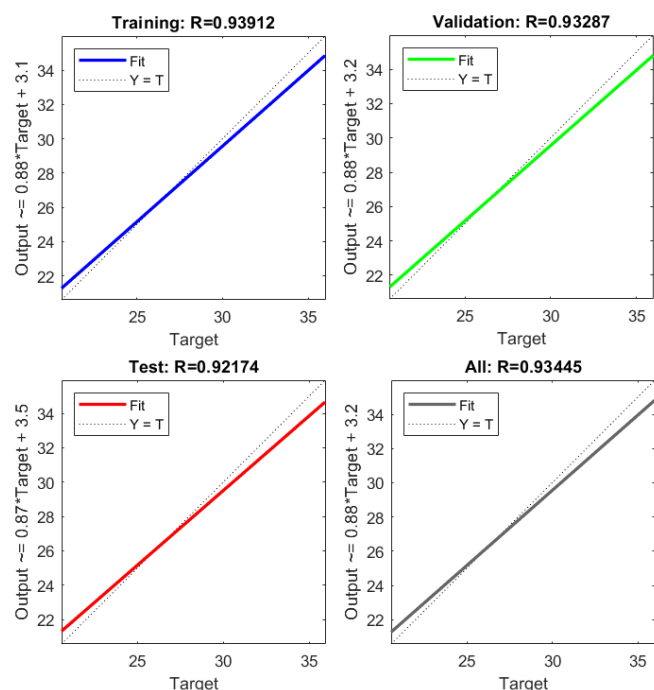 Training: R=0.93912
Output ~= 0.88*Target + 3.1
34
32
30
28
26
24
22
Fit
Y = T
25
30
35
Target
Validation: R=0.93287
Output ~= 0.88*Target + 3.2
34
32
30
28
26
24
22
Fit
Y = T
25
30
35
Target
Test: R=0.92174
Output ~= 0.87*Target + 3.5
34
32
30
28
26
24
22
Fit
Y = T
25
30
35
Target
All: R=0.93445
Output ~= 0.88*Target + 3.2
34
32
30
28
26
24
22
Fit
Y = T
25
30
35
Target